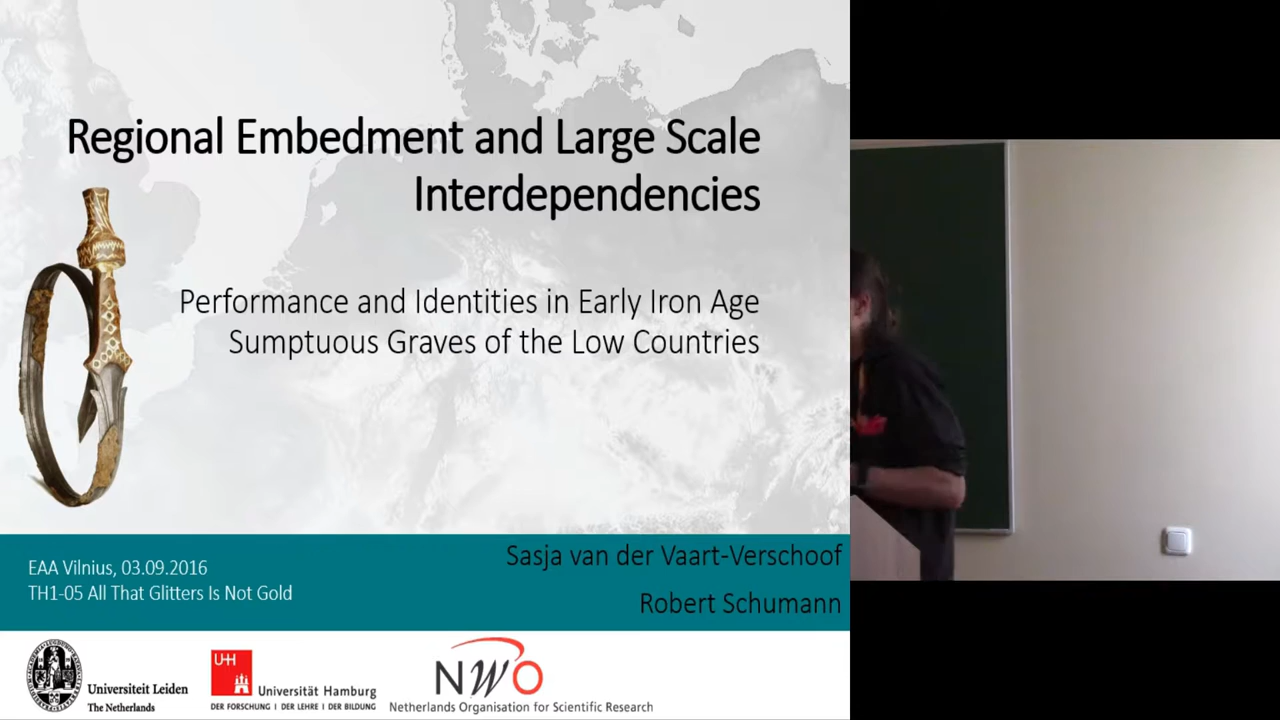 Regional Embedment and Large Scale
Interdependencies
Performance and Identities in Early Iron Age
Sumptuous Graves of the Low Countries
EAA Vilnius, 03.09.2016
TH1-05 All That Glitters Is Not Gold
Sasja van der Vaart-Verschoof
Robert Schumann
Universiteit Leiden
The Netherlands
UH
Universität Hamburg
DER FORSCHUNG | DER LEHRE | DER BILDUNG
NWO
Netherlands Organisation for Scientific Research